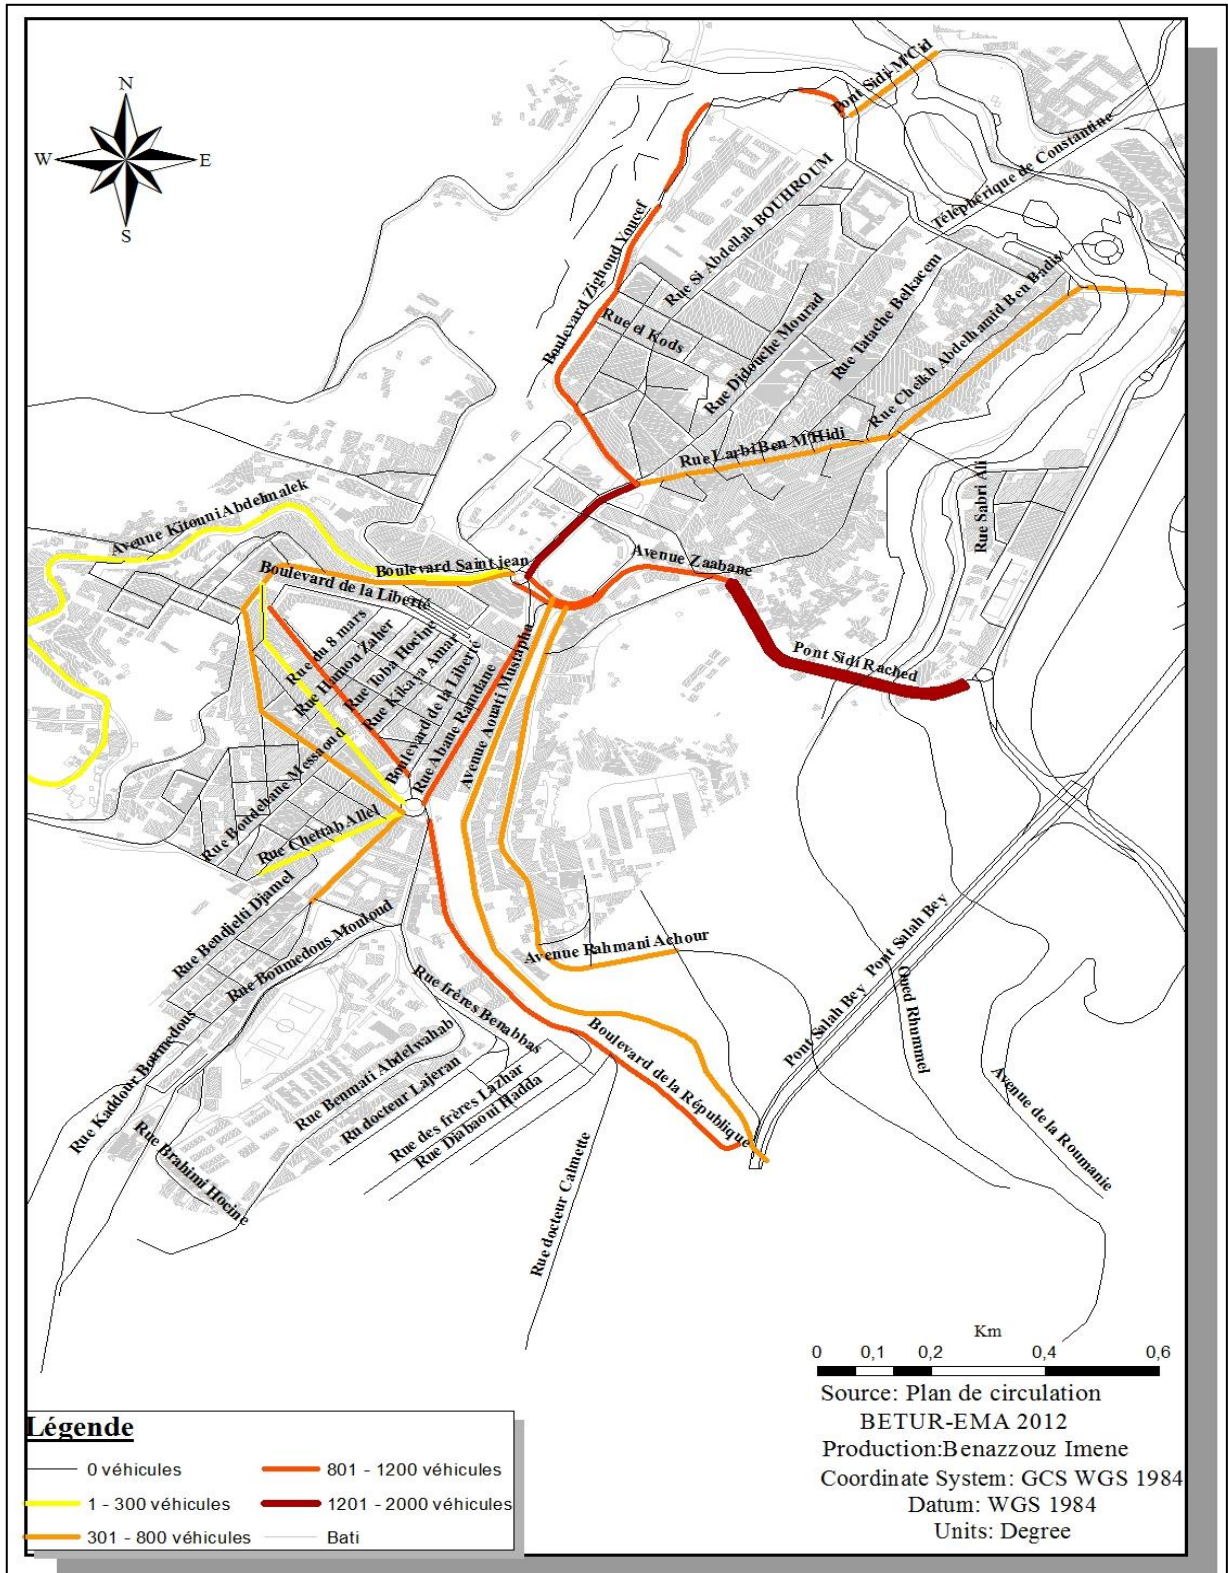 N
W
E
S
Pont Sidi M'Cid
Téléphérique de Constantine
Rue Si Abdellah BOUHROUM
Boulevard Zighoud Youcef
Rue el Kods
Rue Didouche Mourad
Rue Tatache Belkacem
Rue Cheikh Abdelhamid Ben Badis
Rue Larbi Ben M'Hidi
Rue Sabri Ali
Avenue Kitouni Abdelmalek
Boulevard Saint jean
Avenue Zaabane
Boulevard de la Liberté
Rue du 8 mars
Rue Hamou Zaher
Rue Toba Hocine
Rue Kikaya Amar
Boulevard de la Liberté
Rue Abane Ramdane
Avenue Aouati Mustapha
Pont Sidi Rached
Rue Boudehane Messaoud
Rue Chettab Allel
Rue Bendjelti Djamel
Rue Boumedous Mouloud
Avenue Rahmani Achour
Pont Salah Bey
Pont Salah Bey
Oued Rhummel
Rue Kaddour Boumedous
Rue frères Benabbas
Boulevard de la République
Rue Benmati Abdelwahab
Ru docteur Lajeran
Rue des frères Lazhar
Rue Diabaoui Hadda
Rue Brahimi Hocine
Rue docteur Calmette
Avenue de la Roumanie
Km
0 0,1 0,2 0,4 0,6
Source: Plan de circulation
BETUR-EMA 2012
Production:Benazzouz Imene
Coordinate System: GCS WGS 1984
Datum: WGS 1984
Units: Degree
Légende
0 véhicules
801 - 1200 véhicules
1 - 300 véhicules
1201 - 2000 véhicules
301 - 800 véhicules
Bati